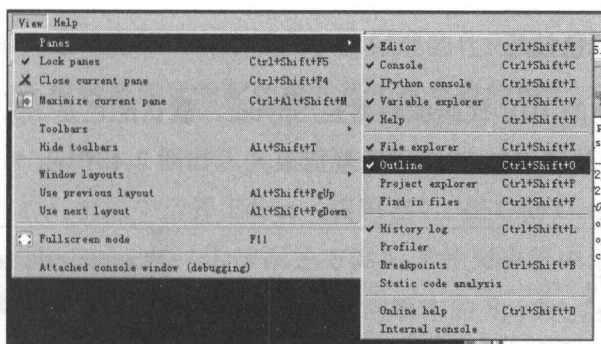 View Help
Panes
Lock panes Ctrl+Shift+F5
Close current pane Ctrl+Shift+F4
Maximize current pane Ctrl+Alt+Shift+M
Toolbars
Hide toolbars Alt+Shift+T
Window layouts
Use previous layout Alt+Shift+PgUp
Use next layout Alt+Shift+PgDown
Fullscreen mode F11
Attached console window (debugging)
Editor Ctrl+Shift+E
Console Ctrl+Shift+C
IPython console Ctrl+Shift+I
Variable explorer Ctrl+Shift+V
Help Ctrl+Shift+H
File explorer Ctrl+Shift+X
Outline Ctrl+Shift+O
Project explorer Ctrl+Shift+P
Find in files Ctrl+Shift+F
History log Ctrl+Shift+L
Profiler
Breakpoints Ctrl+Shift+B
Static code analysis
Online help Ctrl+Shift+D
Internal console